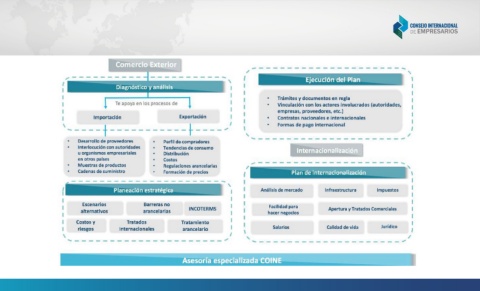 CONSEJO INTERNACIONAL
DE EMPRESARIOS
Comercio Exterior
Diagnóstico y análisis
Te apoya en los procesos de
Importación
Exportación
• Desarrollo de proveedores
• Interlocución con autoridades
u organismos empresariales
en otros países
• Muestras de productos
• Cadenas de suministros
• Perfil de compradores
• Tendencias de consumo
• Distribución
• Costos
• Regulaciones arancelarias
• Formación de precios
Planeación estratégica
Escenarios
alternativos
Barreras no
arancelarias
INCOTERMS
Costos y
riesgos
Tratados
internacionales
Tratamiento
arancelario
Ejecución del Plan
• Trámites y documentos en regla
• Vinculación con los actores involucrados (autoridades,
empresas, proveedores, etc.)
• Contratos nacionales e internacionales
• Formas de pago internacional
Internacionalización
Plan de internacionalización
Análisis de mercado
Infraestructura
Impuestos
Facilidad para
hacer negocios
Apertura y Tratados Comerciales
Salarios
Calidad de vida
Jurídico
Asesoría especializada COINE